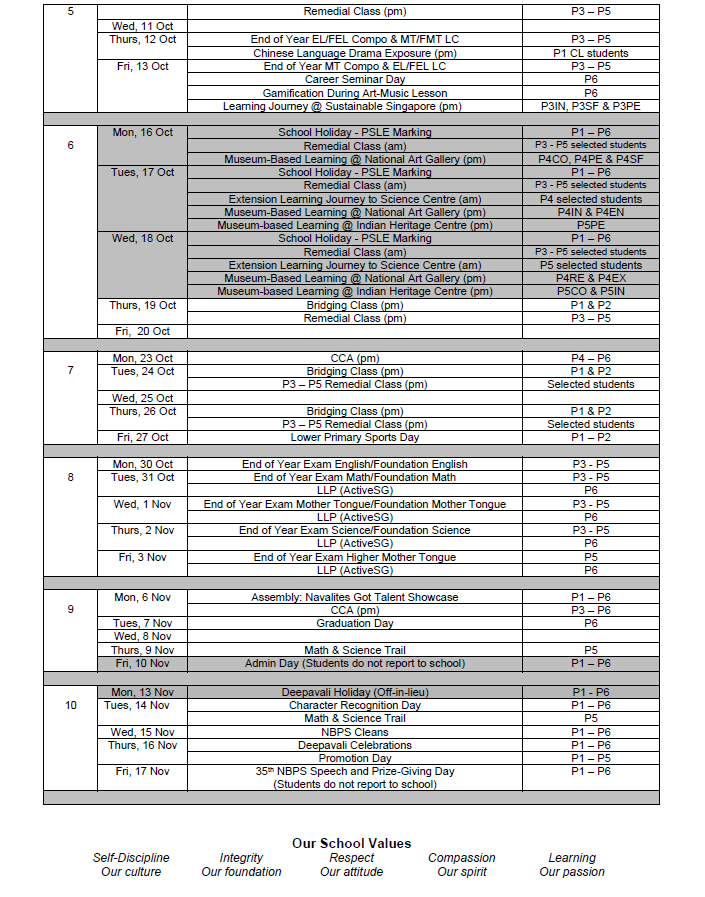 5 Remedial Class (pm) P3 – P5
Wed, 11 Oct
Thurs, 12 Oct End of Year EL/FEL Compo & MT/FMT LC P3 – P5
Chinese Language Drama Exposure (pm) P1 CL students
Fri, 13 Oct End of Year MT Compo & EL/FEL LC P3 – P5
Career Seminar Day P6
Gamification During Art-Music Lesson P6
Learning Journey @ Sustainable Singapore (pm) P3IN, P3SF & P3PE
Mon, 16 Oct School Holiday - PSLE Marking P1 – P6
6 Remedial Class (am) P3 - P5 selected students
Museum-Based Learning @ National Art Gallery (pm) P4CO, P4PE & P4SF
Tues, 17 Oct School Holiday - PSLE Marking P1 – P6
Remedial Class (am) P3 - P5 selected students
Extension Learning Journey to Science Centre (am) P4 selected students
Museum-Based Learning @ National Art Gallery (pm) P4IN & P4EN
Museum-based Learning @ Indian Heritage Centre (pm) P5PE
Wed, 18 Oct School Holiday - PSLE Marking P1 – P6
Remedial Class (am) P3 - P5 selected students
Extension Learning Journey to Science Centre (am) P5 selected students
Museum-Based Learning @ National Art Gallery (pm) P4RE & P4EX
Museum-based Learning @ Indian Heritage Centre (pm) P5CO & P5IN
Thurs, 19 Oct Bridging Class (pm) P1 & P2
Remedial Class (pm) P3 – P5
Fri, 20 Oct
Mon, 23 Oct CCA (pm) P4 – P6
7 Tues, 24 Oct Bridging Class (pm) P1 & P2
P3 – P5 Remedial Class (pm) Selected students
Wed, 25 Oct
Thurs, 26 Oct Bridging Class (pm) P1 & P2
P3 – P5 Remedial Class (pm) Selected students
Fri, 27 Oct Lower Primary Sports Day P1 – P2
Mon, 30 Oct End of Year Exam English/Foundation English P3 - P5
8 Tues, 31 Oct End of Year Exam Math/Foundation Math P3 - P5
LLP (ActiveSG) P6
Wed, 1 Nov End of Year Exam Mother Tongue/Foundation Mother Tongue P3 - P5
LLP (ActiveSG) P6
Thurs, 2 Nov End of Year Exam Science/Foundation Science P3 - P5
LLP (ActiveSG) P6
Fri, 3 Nov End of Year Exam Higher Mother Tongue P5
LLP (ActiveSG) P6
Mon, 6 Nov Assembly: Navalites Got Talent Showcase P1 – P6
9 CCA (pm) P3 – P6
Tues, 7 Nov Graduation Day P6
Wed, 8 Nov
Thurs, 9 Nov Math & Science Trail P5
Fri, 10 Nov Admin Day (Students do not report to school) P1 – P6
Mon, 13 Nov Deepavali Holiday (Off-in-lieu) P1 - P6
10 Tues, 14 Nov Character Recognition Day P1 – P6
Math & Science Trail P5
Wed, 15 Nov NBPS Cleans P1 – P6
Thurs, 16 Nov Deepavali Celebrations P1 – P6
Promotion Day P1 – P5
Fri, 17 Nov 35th NBPS Speech and Prize-Giving Day P1 – P6
(Students do not report to school)
Our School Values
Self-Discipline Integrity Respect Compassion Learning
Our culture Our foundation Our attitude Our spirit Our passion